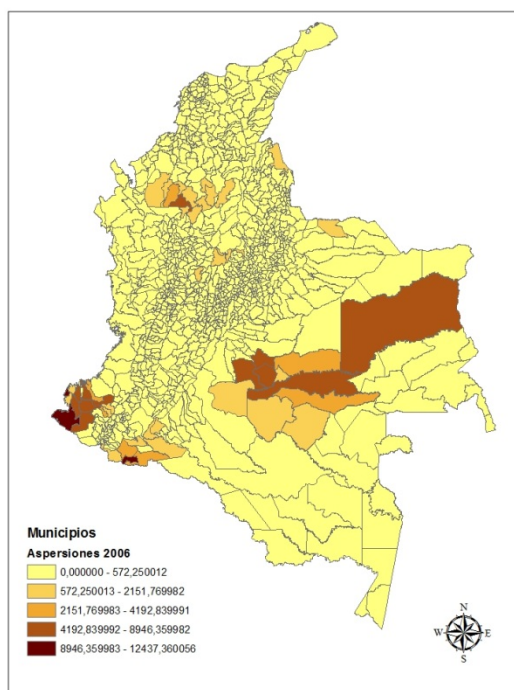 Municipios
Aspersiones 2006
0,000000 - 572,250012
572,250013 - 2151,769982
2151,769983 - 4192,839991
4192,839992 - 8946,359982
8946,359983 - 12437,360056
N
W E
S